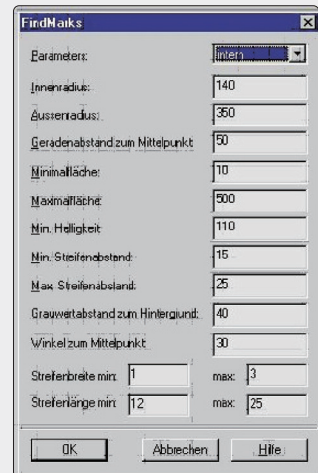 FindMarks
Parameters: intern
Innenradius: 140
Aussenradius: 350
Geradenabstand zum Mittelpunkt: 50
Minimalfläche: 10
Maximalfläche: 500
Min. Helligkeit: 110
Min. Streifenabstand: 15
Max. Streifenabstand: 25
Grauwertabstand zum Hintergrund: 40
Winkel zum Mittelpunkt: 30
Streifenbreite min: 1 max: 3
Streifenlänge min: 12 max: 25
OK Abbrechen Hilfe